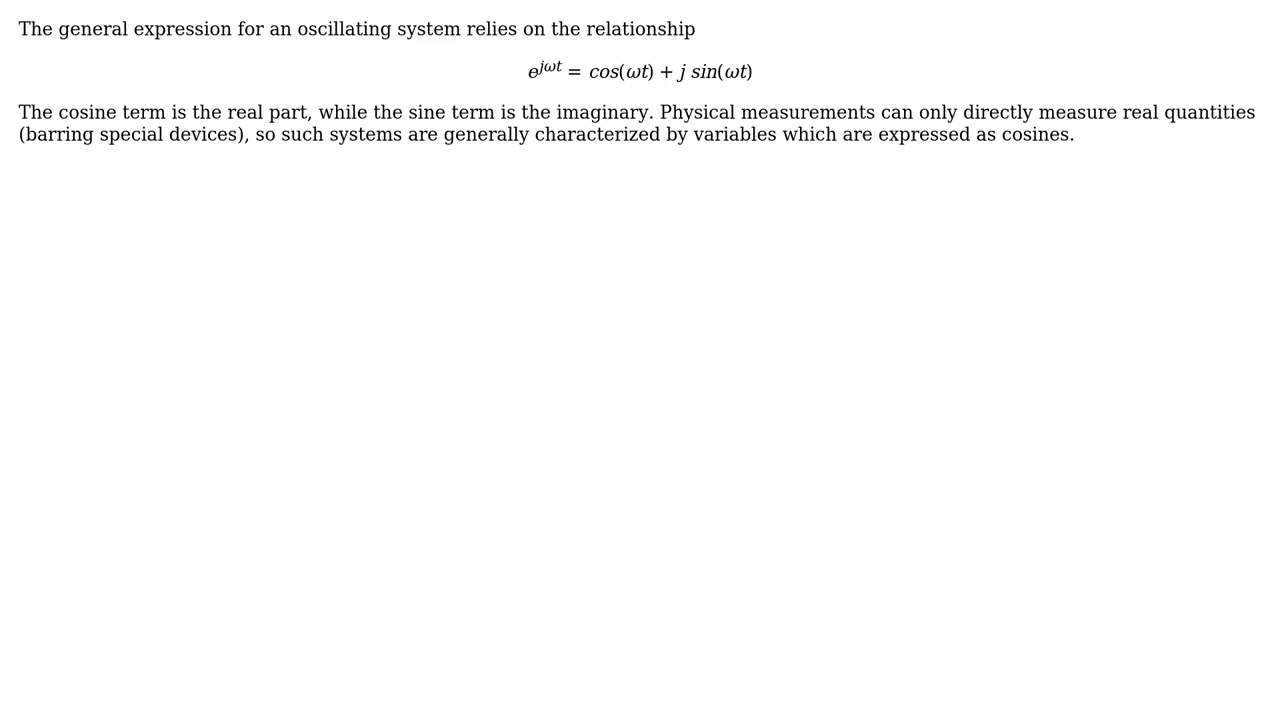 The general expression for an oscillating system relies on the relationship
e^{jωt} = cos(ωt) + j sin(ωt)
The cosine term is the real part, while the sine term is the imaginary. Physical measurements can only directly measure real quantities
(barring special devices), so such systems are generally characterized by variables which are expressed as cosines.